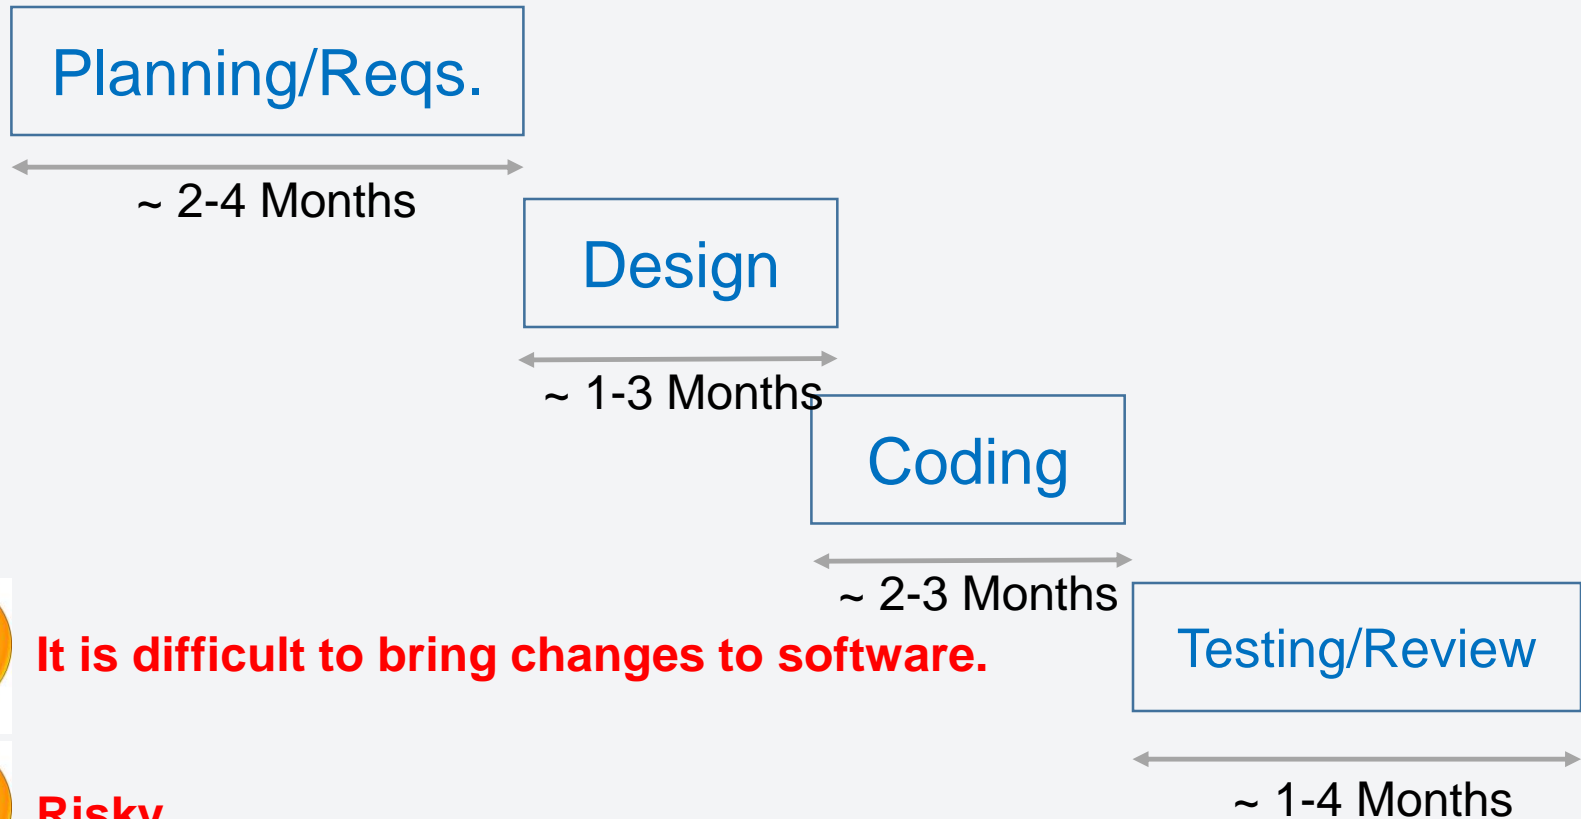 Planning/Reqs.
~ 2-4 Months
Design
~ 1-3 Months
Coding
~ 2-3 Months
It is difficult to bring changes to software.
Testing/Review
Risky
~ 1-4 Months